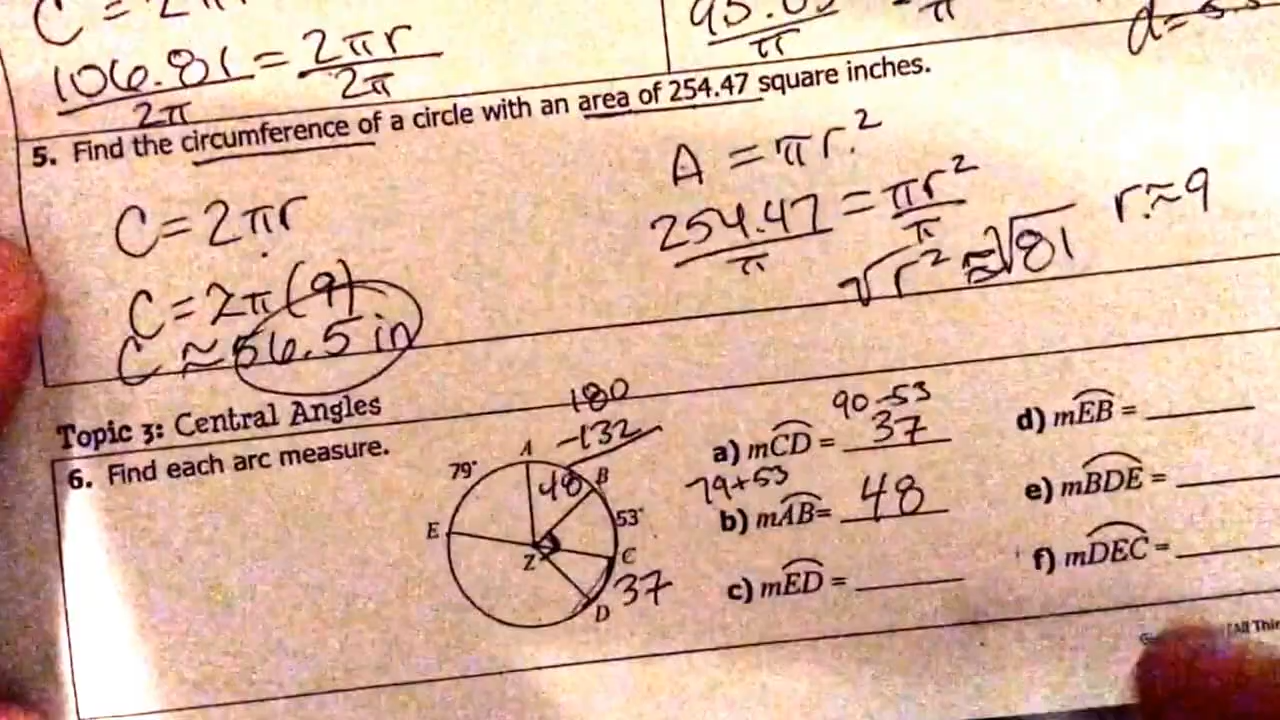 C = 2πr
106.81 = 2πr
2π 2π
π π
5. Find the circumference of a circle with an area of 254.47 square inches.
A = πr²
C = 2πr
254.47 = πr²
π π
√r² ≈ √81 r ≈ 9
C = 2π(9)
C ≈ 56.5 in
Topic 3: Central Angles
6. Find each arc measure.
180
-132
A
79°
48
B
53°
E
C
Z
37
D
90-53
a) mCD = 37
79+53
b) mAB = 48
c) mED =
d) mEB =
e) mBDE =
f) mDEC =